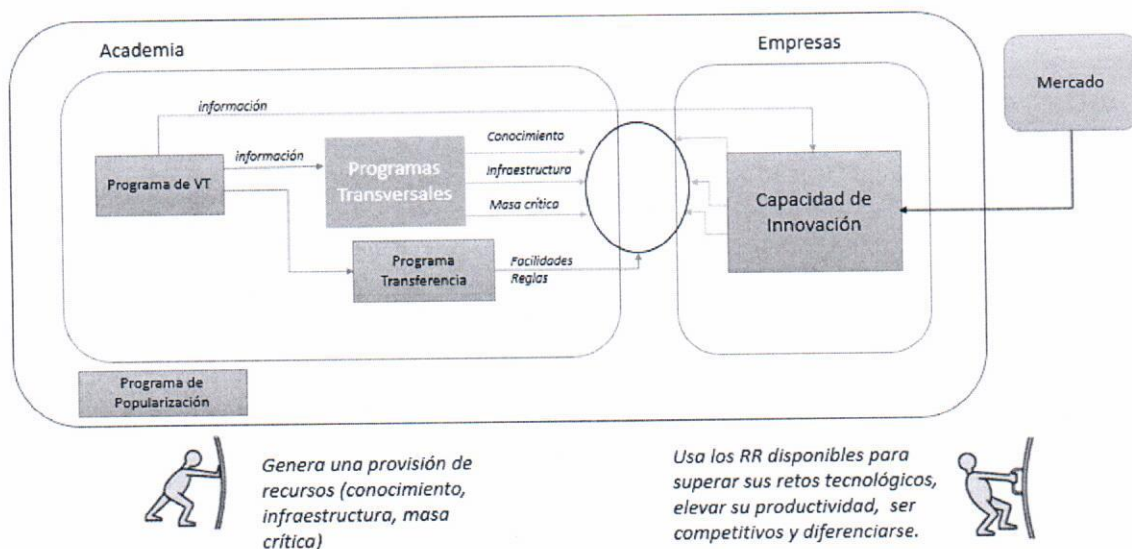 Academia
Empresas
Mercado
información
información
Conocimiento
Programa de VT
Programas
Transversales
Infraestructura
Masa crítica
Capacidad de
Innovación
Programa
Transferencia
Facilidades
Reglas
Programa de
Popularización
Genera una provisión de
recursos (conocimiento,
infraestructura, masa
crítica)
Usa los RR disponibles para
superar sus retos tecnológicos,
elevar su productividad, ser
competitivos y diferenciarse.